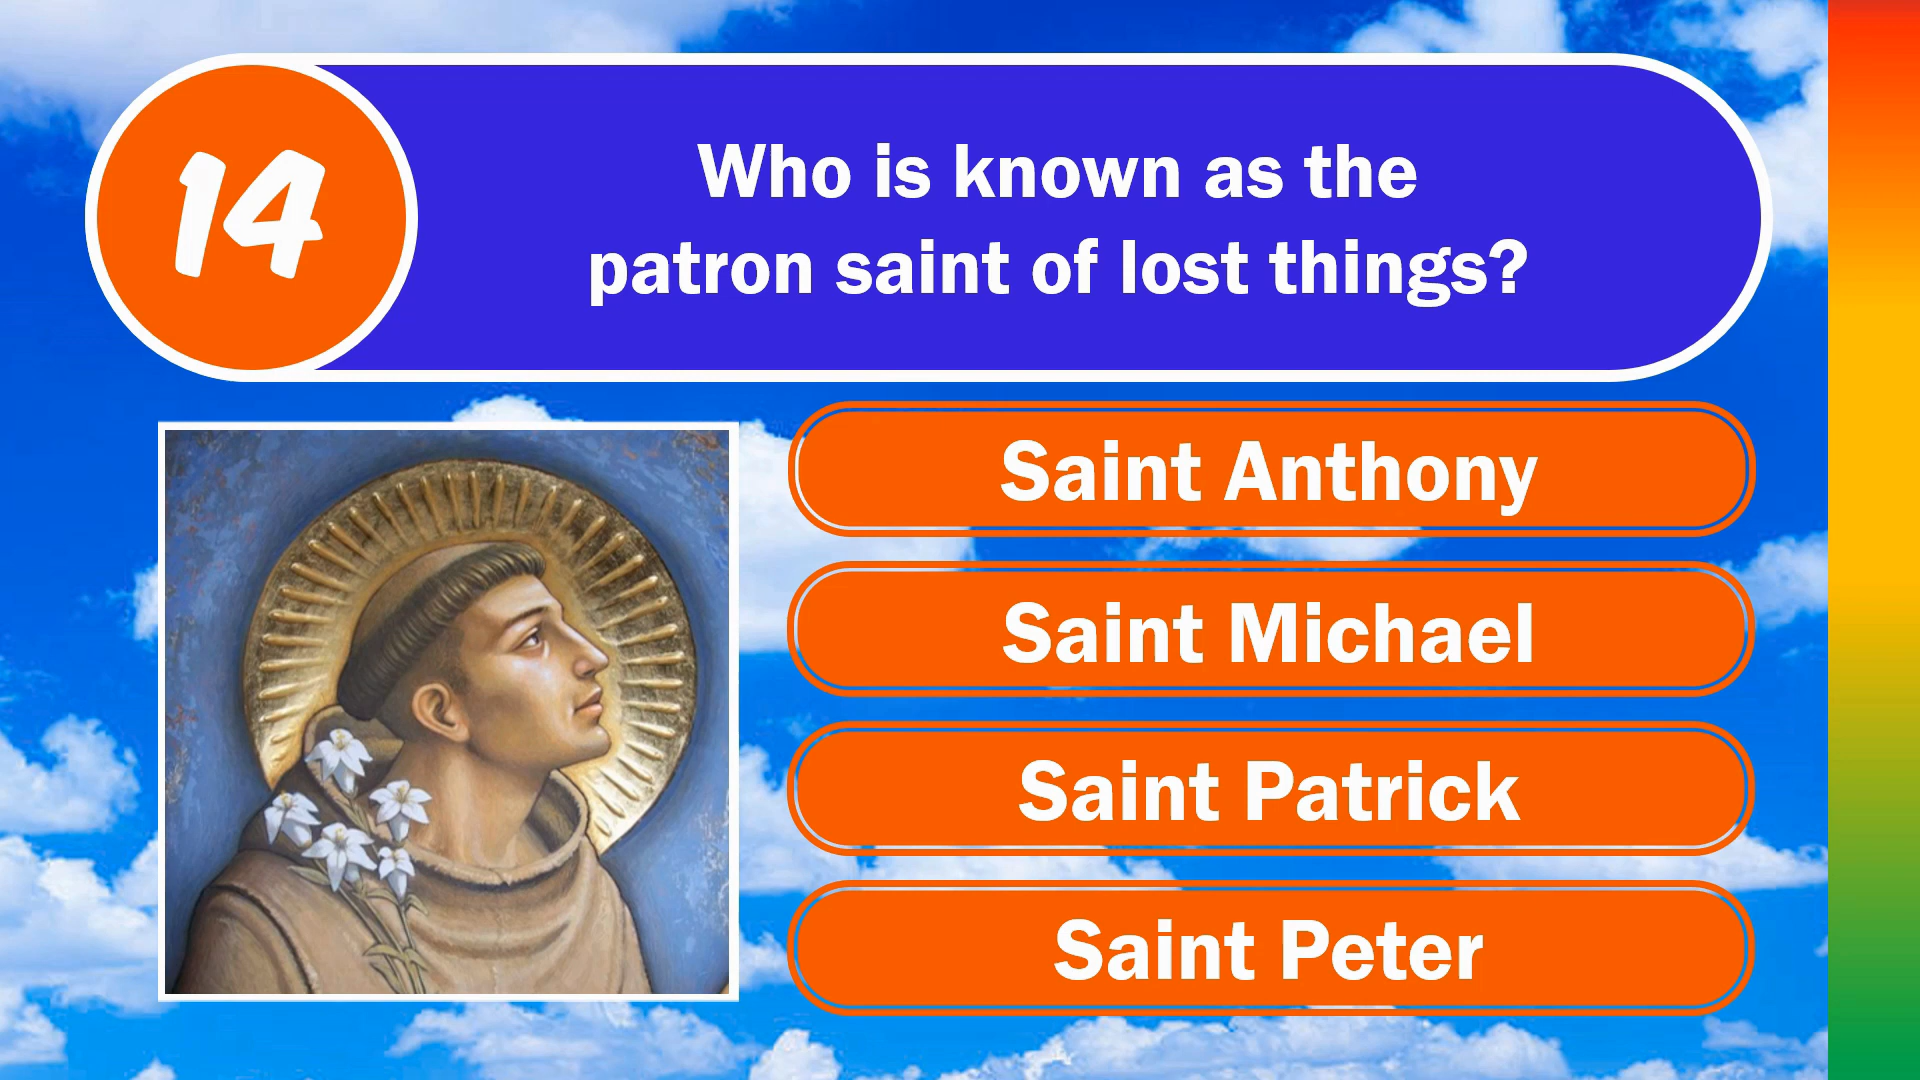 14
Who is known as the
patron saint of lost things?
Saint Anthony
Saint Michael
Saint Patrick
Saint Peter